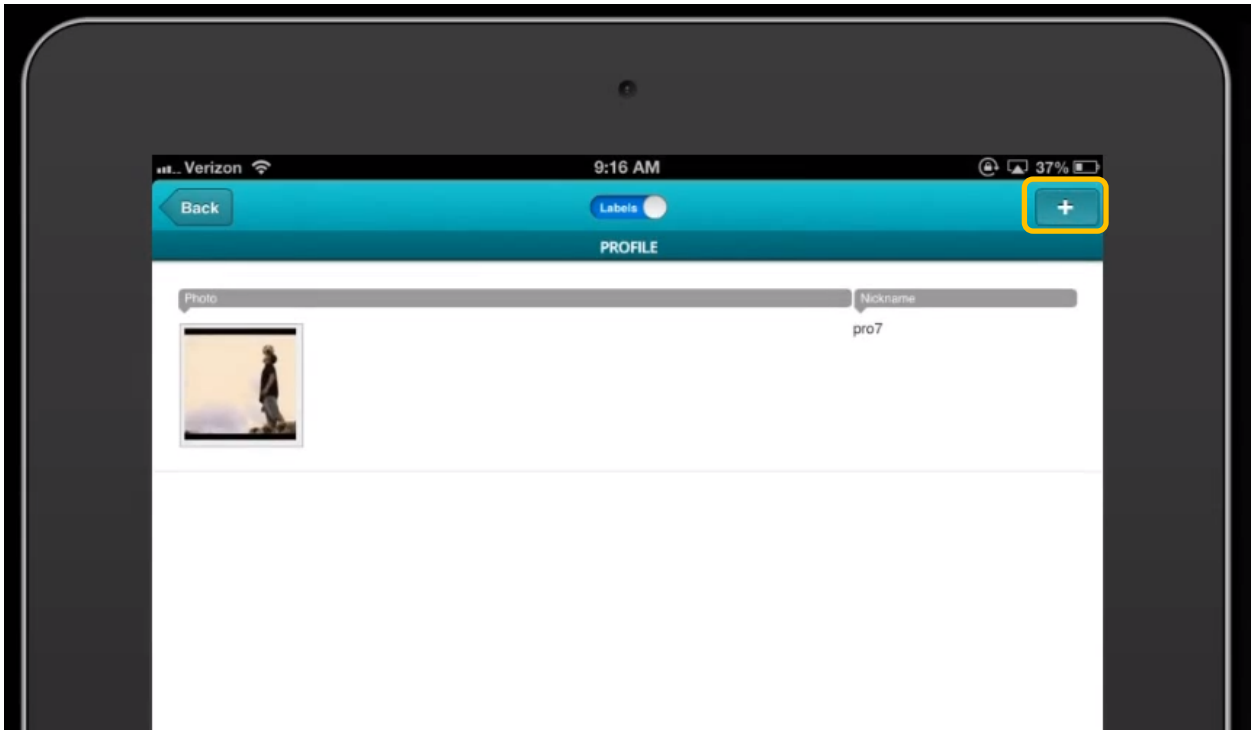 Verizon 9:16 AM 37%
Back Labels +
PROFILE
Photo Nickname
pro7